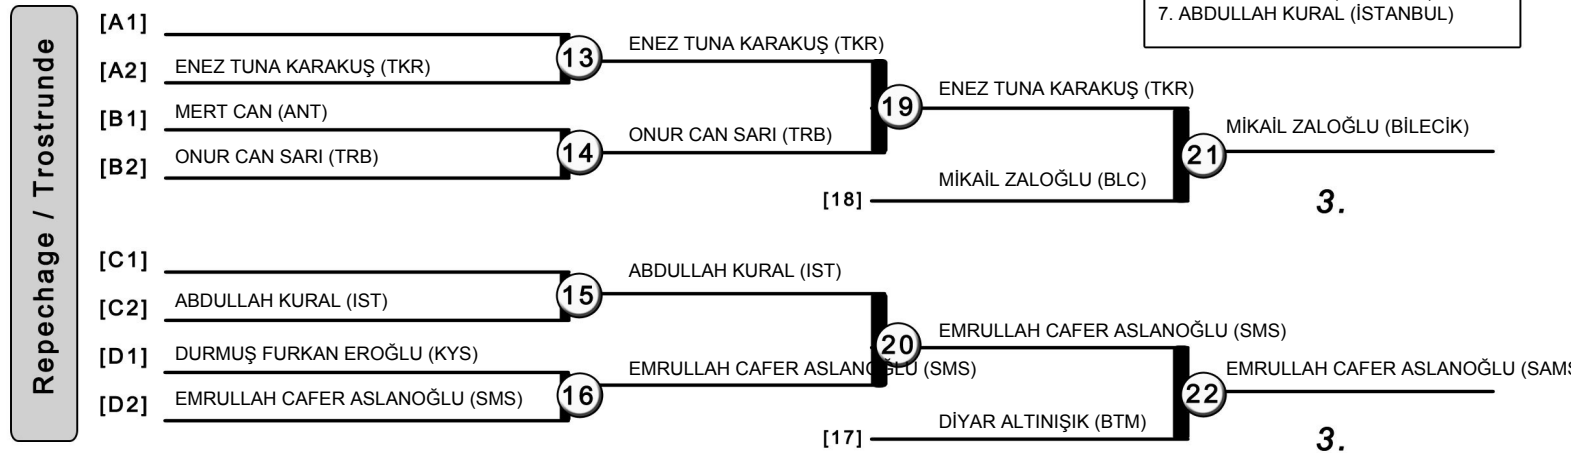 7. ABDULLAH KURAL (İSTANBUL)
Repechage / Trostrunde
[A1]
[A2] ENEZ TUNA KARAKUŞ (TKR)
13
ENEZ TUNA KARAKUŞ (TKR)
[B1] MERT CAN (ANT)
[B2] ONUR CAN SARI (TRB)
14
ONUR CAN SARI (TRB)
19
ENEZ TUNA KARAKUŞ (TKR)
[18] MİKAİL ZALOĞLU (BLC)
21
MİKAİL ZALOĞLU (BİLECİK)
3.
[C1]
[C2] ABDULLAH KURAL (IST)
15
ABDULLAH KURAL (IST)
[D1] DURMUŞ FURKAN EROĞLU (KYS)
[D2] EMRULLAH CAFER ASLANOĞLU (SMS)
16
EMRULLAH CAFER ASLANOĞLU (SMS)
20
EMRULLAH CAFER ASLANOĞLU (SMS)
[17] DİYAR ALTINIŞIK (BTM)
22
EMRULLAH CAFER ASLANOĞLU (SAMS
3.